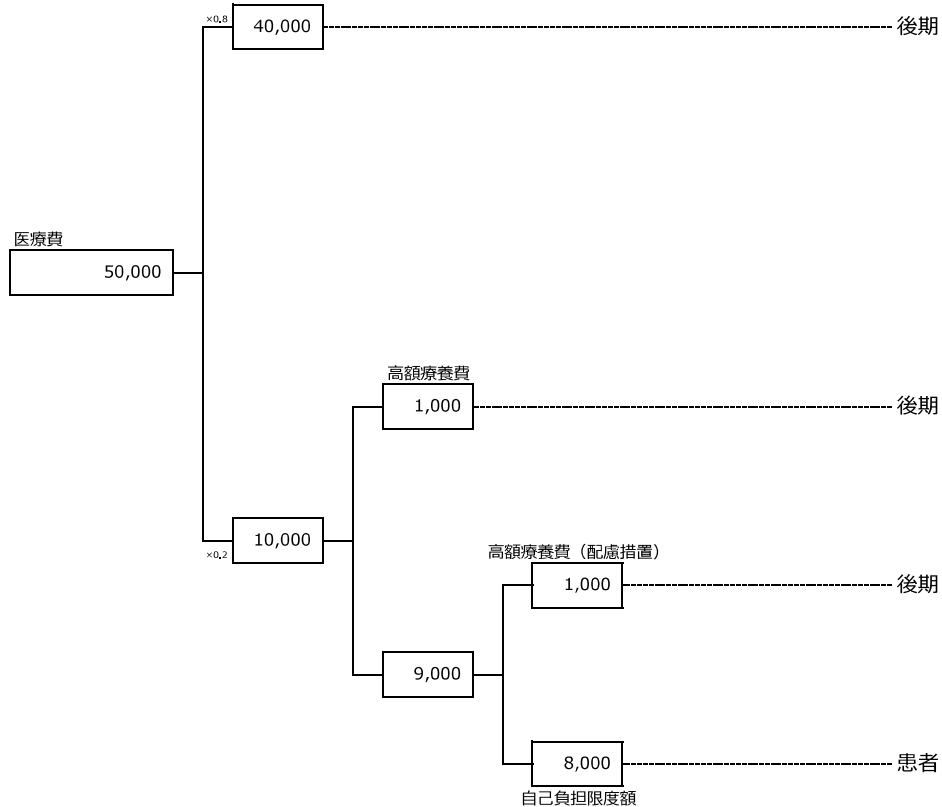 ×0.8
40,000
後期
医療費
50,000
高額療養費
1,000
後期
10,000
×0.2
高額療養費（配慮措置）
1,000
後期
9,000
8,000
患者
自己負担限度額